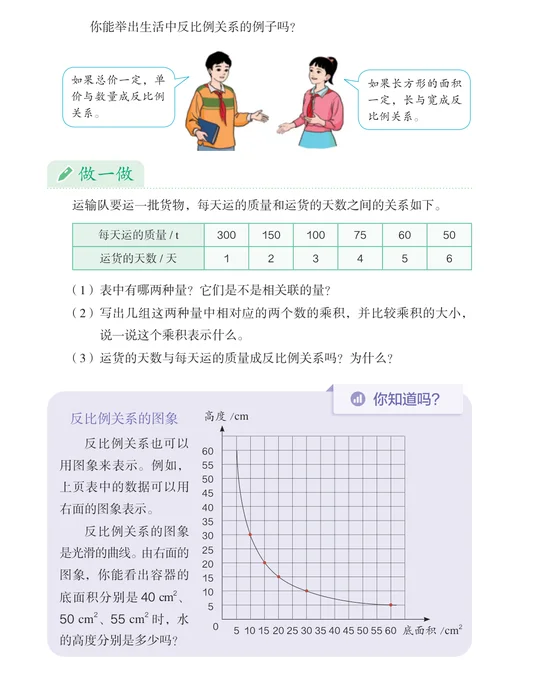 你能举出生活中反比例关系的例子吗?
如果总价一定，单
价与数量成反比例
关系。
如果长方形的面积
一定，长与宽成反
比例关系。
做一做
运输队要运一批货物，每天运的质量和运货的天数之间的关系如下。
每天运的质量 / t 300 150 100 75 60 50
运货的天数 / 天 1 2 3 4 5 6
（1）表中有哪两种量？它们是不是相关联的量？
（2）写出几组这两种量中相对应的两个数的乘积，并比较乘积的大小，
说一说这个乘积表示什么。
（3）运货的天数与每天运的质量成反比例关系吗？为什么？
你知道吗?
反比例关系的图象
反比例关系也可以
用图象来表示。例如，
上页表中的数据可以用
右面的图象表示。
反比例关系的图象
是光滑的曲线。由右面的
图象，你能看出容器的
底面积分别是 40 cm²、
50 cm²、55 cm² 时，水
的高度分别是多少吗?
高度 /cm
60
55
50
45
40
35
30
25
20
15
10
5
0
5 10 15 20 25 30 35 40 45 50 55 60 底面积 /cm²